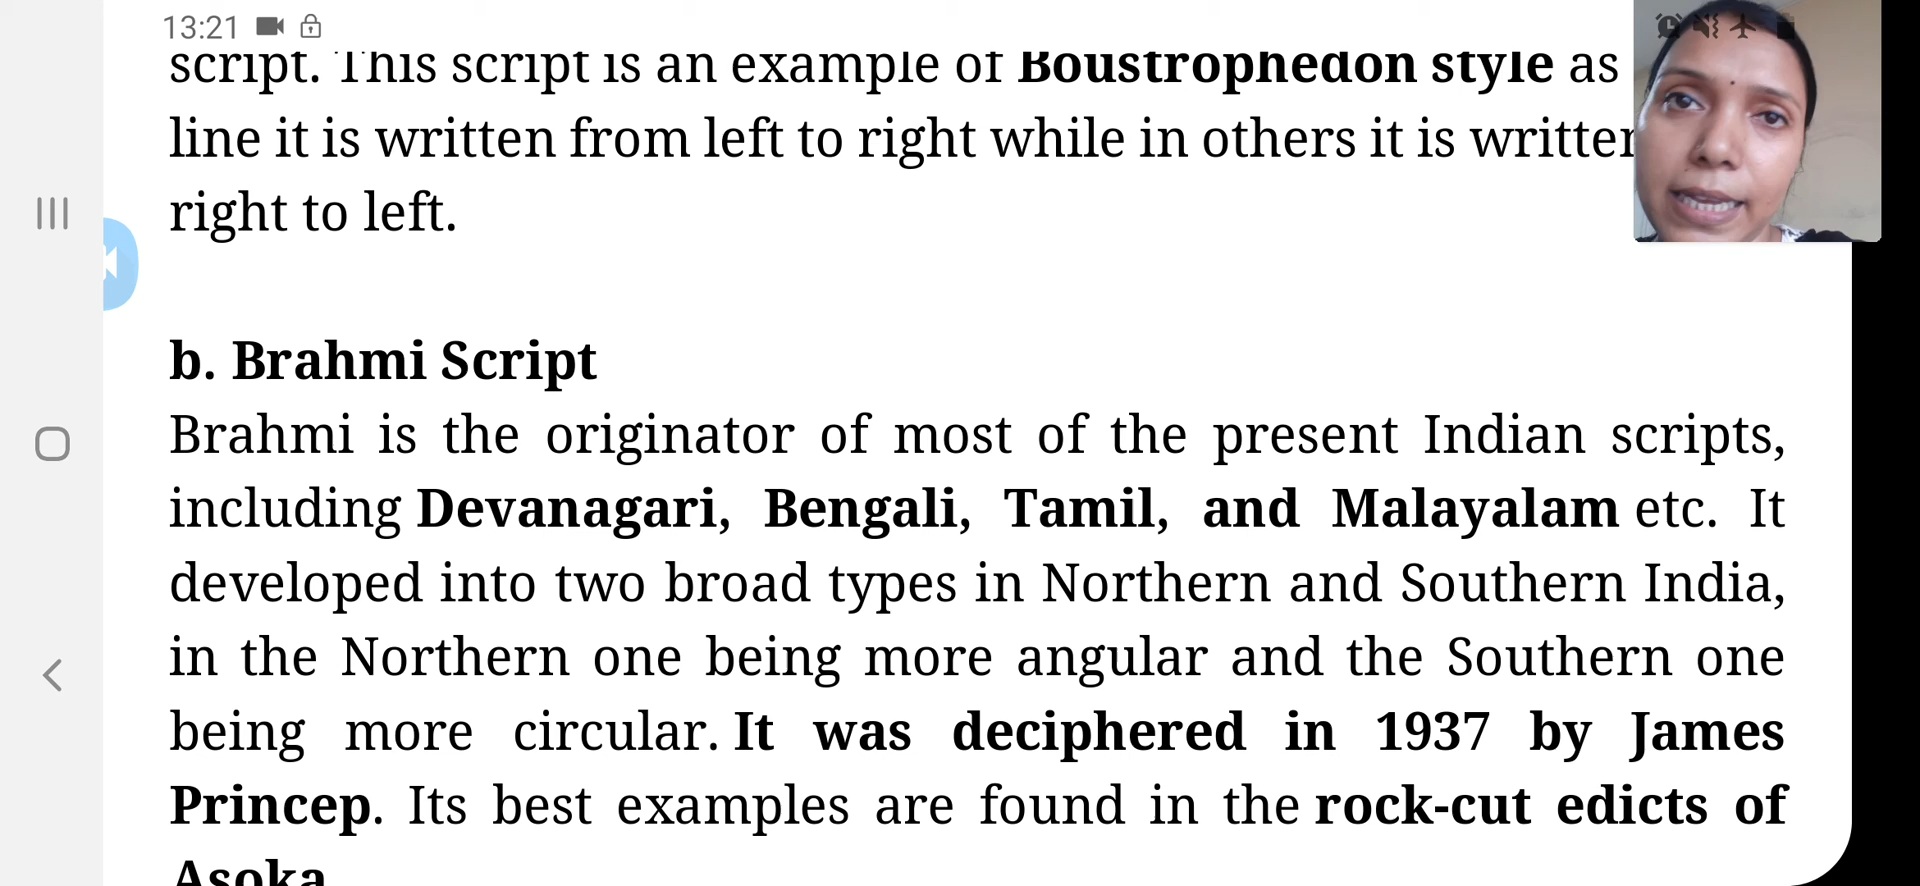 13:21
script. This script is an example of Boustrophedon style as
line it is written from left to right while in others it is written
right to left.
b. Brahmi Script
Brahmi is the originator of most of the present Indian scripts,
including Devanagari, Bengali, Tamil, and Malayalam etc. It
developed into two broad types in Northern and Southern India,
in the Northern one being more angular and the Southern one
being more circular. It was deciphered in 1937 by James
Princep. Its best examples are found in the rock-cut edicts of
Asoka